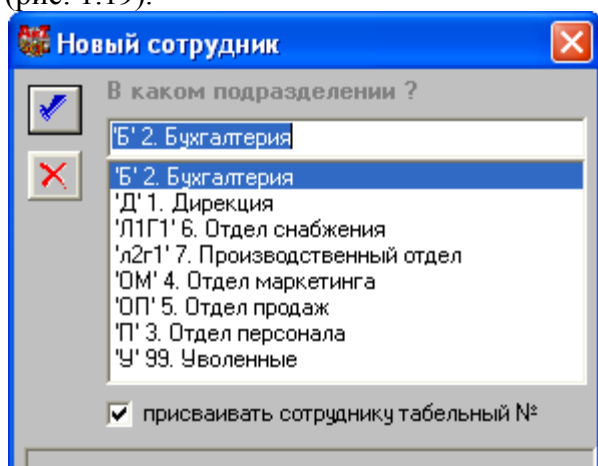 (рис. 1.19).
Новый сотрудник
В каком подразделении ?
'Б' 2. Бухгалтерия
'Б' 2. Бухгалтерия
'Д' 1. Дирекция
'Л1Г1' 6. Отдел снабжения
'л2г1' 7. Производственный отдел
'ОМ' 4. Отдел маркетинга
'ОП' 5. Отдел продаж
'П' 3. Отдел персонала
'У' 99. Уволенные
присваивать сотруднику табельный №